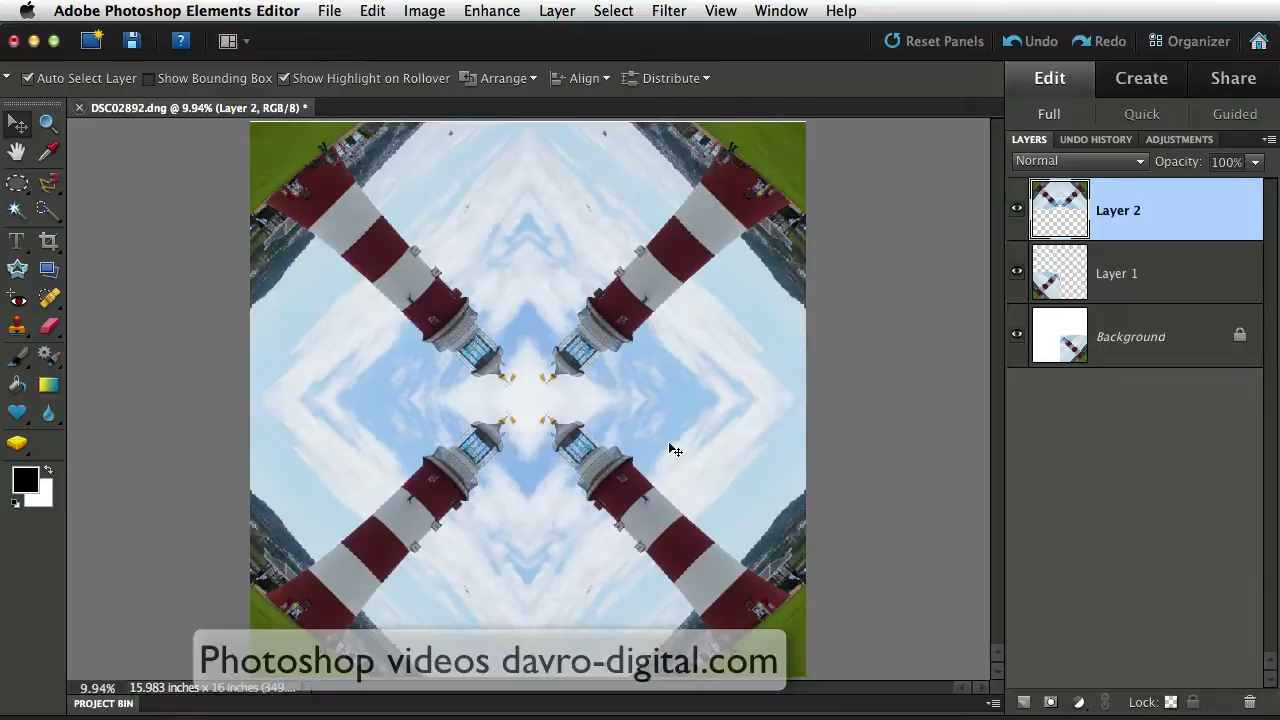 Adobe Photoshop Elements Editor File Edit Image Enhance Layer Select Filter View Window Help
Reset Panels Undo Redo Organizer
Auto Select Layer Show Bounding Box Show Highlight on Rollover Arrange Align Distribute
Edit Create Share
DSC02892.dng @ 9.94% (Layer 2, RGB/8) *
Full Quick Guided
LAYERS UNDO HISTORY ADJUSTMENTS
Normal Opacity: 100%
Layer 2
Layer 1
Background
Photoshop videos davro-digital.com
9.94% 15.983 inches x 16 inches (349...
PROJECT BIN
Lock: